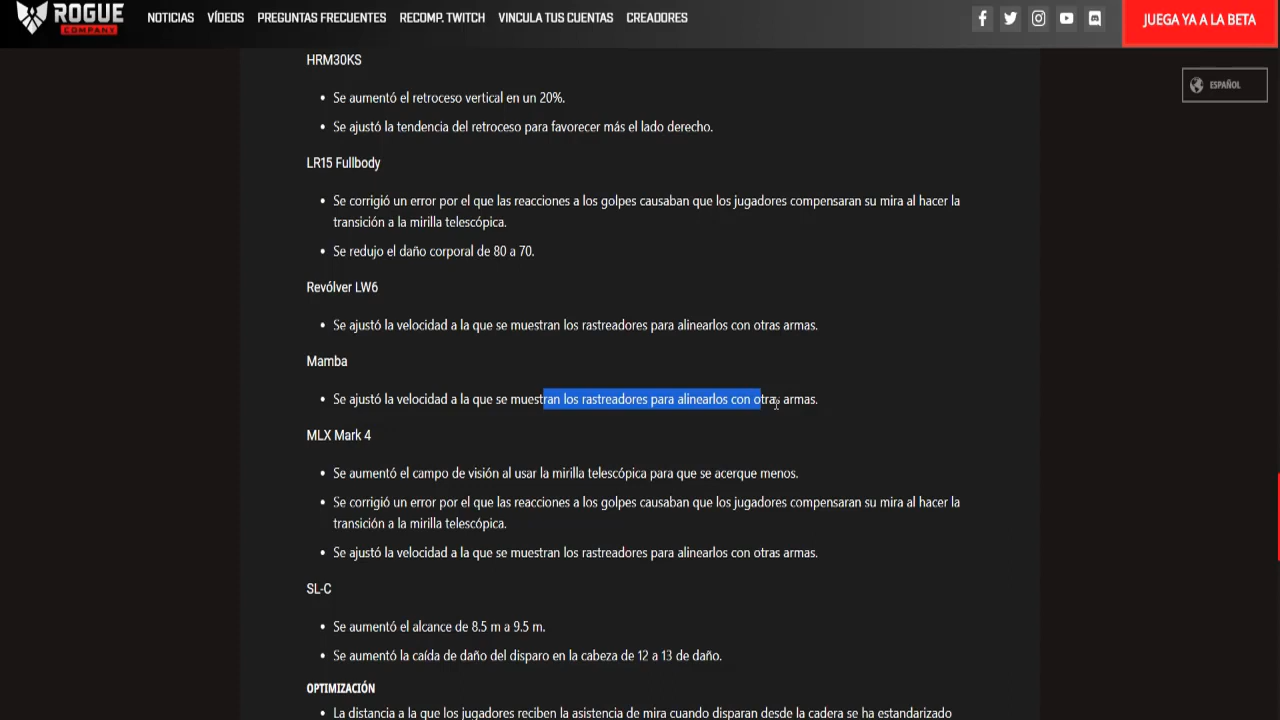 ROGUE
COMPANY
NOTICIAS VÍDEOS PREGUNTAS FRECUENTES RECOMP. TWITCH VINCULA TUS CUENTAS CREADORES
JUEGA YA A LA BETA
ESPAÑOL
HRM30KS
• Se aumentó el retroceso vertical en un 20%.
• Se ajustó la tendencia del retroceso para favorecer más el lado derecho.
LR15 Fullbody
• Se corrigió un error por el que las reacciones a los golpes causaban que los jugadores compensaran su mira al hacer la
transición a la mirilla telescópica.
• Se redujo el daño corporal de 80 a 70.
Revólver LW6
• Se ajustó la velocidad a la que se muestran los rastreadores para alinearlos con otras armas.
Mamba
• Se ajustó la velocidad a la que se muestran los rastreadores para alinearlos con otras armas.
MLX Mark 4
• Se aumentó el campo de visión al usar la mirilla telescópica para que se acerque menos.
• Se corrigió un error por el que las reacciones a los golpes causaban que los jugadores compensaran su mira al hacer la
transición a la mirilla telescópica.
• Se ajustó la velocidad a la que se muestran los rastreadores para alinearlos con otras armas.
SL-C
• Se aumentó el alcance de 8.5 m a 9.5 m.
• Se aumentó la caída de daño del disparo en la cabeza de 12 a 13 de daño.
OPTIMIZACIÓN
• La distancia a la que los jugadores reciben la asistencia de mira cuando disparan desde la cadera se ha estandarizado